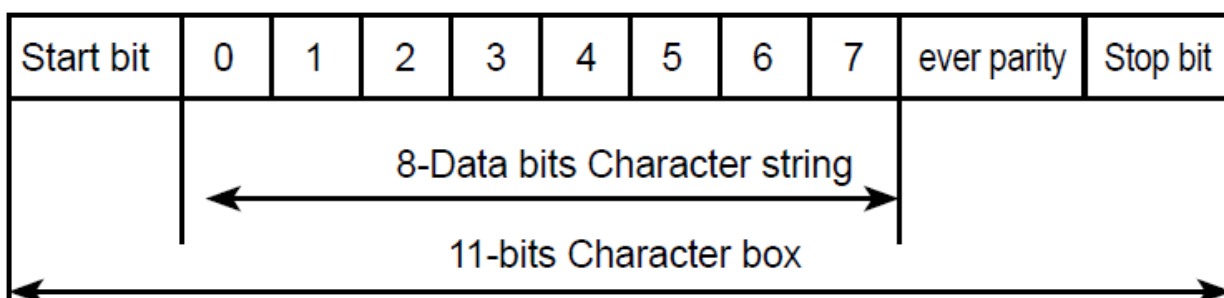 Start bit 0 1 2 3 4 5 6 7 ever parity Stop bit
8-Data bits Character string
11-bits Character box